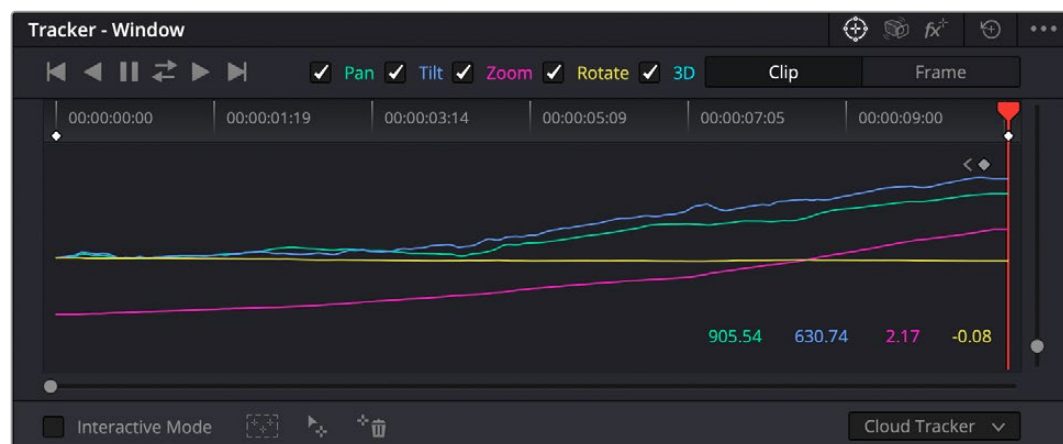 Tracker - Window
Pan Tilt Zoom Rotate 3D Clip Frame
00:00:00:00 00:00:01:19 00:00:03:14 00:00:05:09 00:00:07:05 00:00:09:00
905.54 630.74 2.17 -0.08
Interactive Mode Cloud Tracker